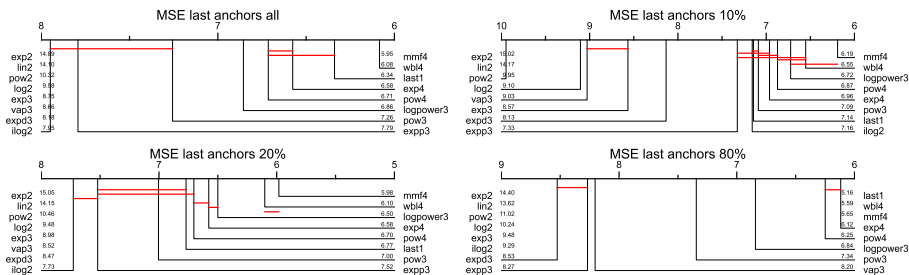 MSE last anchors all
8 7 6
exp2 14.69 5.95 mmf4
lin2 14.10 6.08 wbl4
pow2 10.32 6.34 last1
log2 9.58 6.58 exp4
exp3 6.71 pow4
vap3 8.66 6.86 logpower3
expd3 8.18 7.26 pow3
ilog2 7.95 7.79 expp3
MSE last anchors 10%
10 9 8 7 6
exp2 15.02 6.19 mmf4
lin2 14.17 6.55 wbl4
pow2 9.95 6.72 logpower3
log2 9.10 6.87 pow4
vap3 9.03 6.96 exp4
exp3 8.57 7.09 pow3
expd3 8.13 7.14 last1
expp3 7.33 7.16 ilog2
MSE last anchors 20%
8 7 6 5
exp2 15.05 5.98 mmf4
lin2 14.15 6.10 wbl4
pow2 10.46 6.50 logpower3
log2 9.48 6.58 exp4
exp3 8.98 6.70 pow4
vap3 8.52 6.77 last1
expd3 8.47 7.00 pow3
ilog2 7.73 7.52 expp3
MSE last anchors 80%
9 8 7 6
exp2 14.40 5.16 last1
lin2 13.62 5.59 wbl4
pow2 11.02 5.65 mmf4
log2 10.24 6.12 exp4
exp3 9.48 6.25 pow4
ilog2 9.29 6.84 logpower3
expd3 8.53 7.34 pow3
expp3 8.27 8.20 vap3